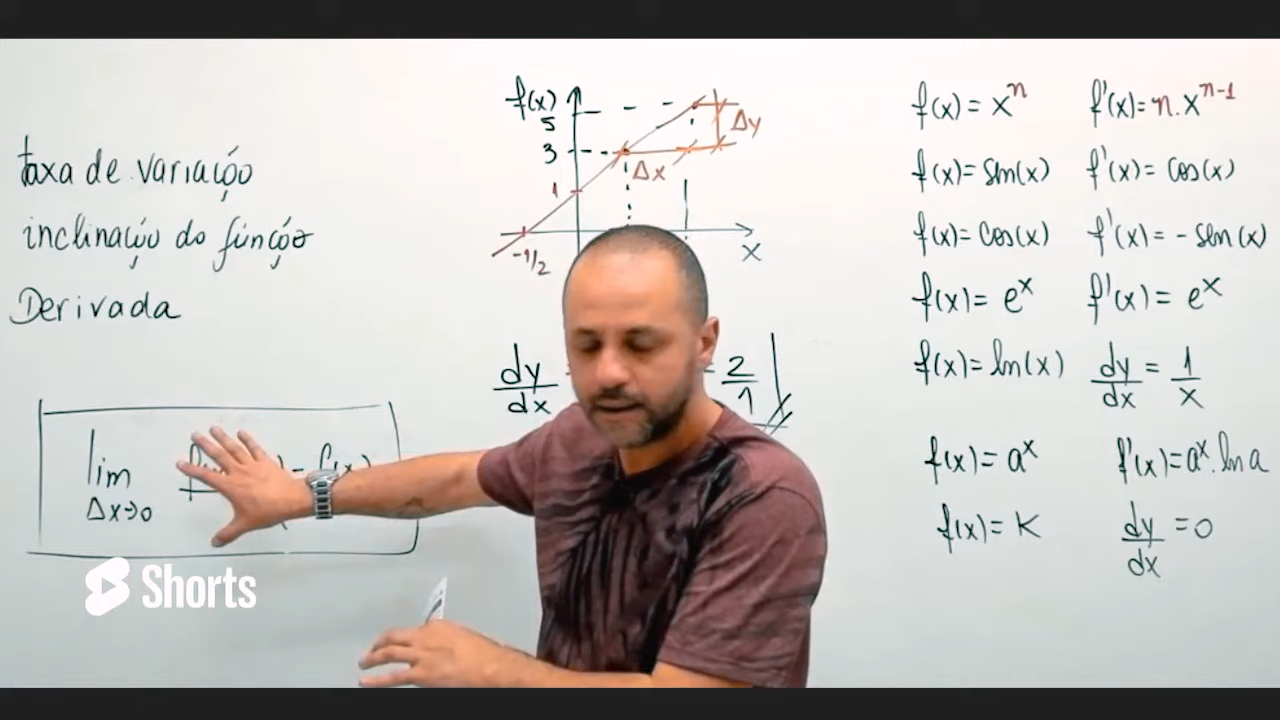 taxa de variação
inclinação da função
Derivada
lim
Δx→0
f(x)
Shorts
f(x)
5
3
1
-1/2
Δx
Δy
x
dy/dx
2/1
f(x) = x^n f'(x) = n.x^(n-1)
f(x) = sen(x) f'(x) = cos(x)
f(x) = cos(x) f'(x) = -sen(x)
f(x) = e^x f'(x) = e^x
f(x) = ln(x) dy/dx = 1/x
f(x) = a^x f'(x) = a^x . ln a
f(x) = K dy/dx = 0